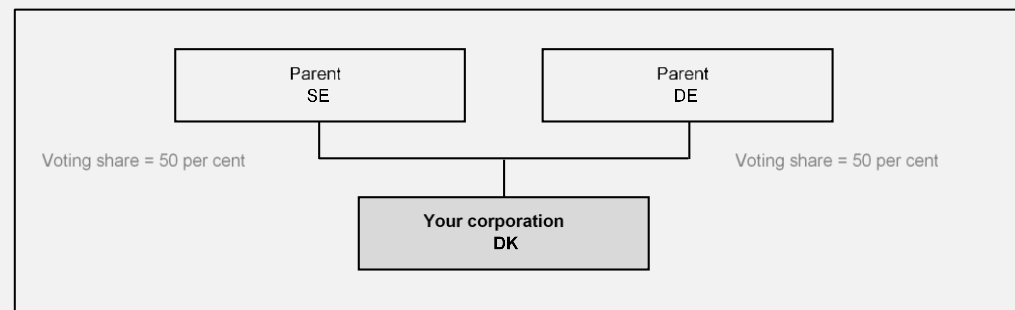 Parent
SE
Parent
DE
Voting share = 50 per cent
Voting share = 50 per cent
Your corporation
DK